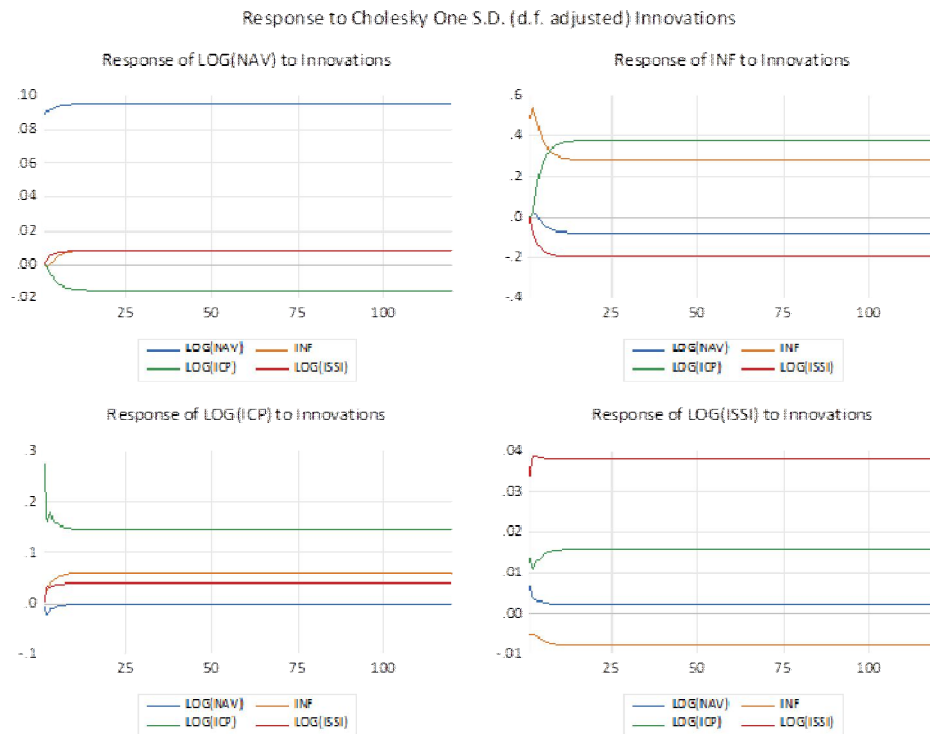 Response to Cholesky One S.D. (d.f. adjusted) Innovations
Response of LOG(NAV) to Innovations
.10
.08
.06
.04
.02
.00
-.02
25 50 75 100
LOG(NAV) INF
LOG(ICP) LOG(ISSI)
Response of INF to Innovations
.6
.4
.2
.0
-.2
-.4
25 50 75 100
LOG(NAV) INF
LOG(ICP) LOG(ISSI)
Response of LOG(ICP) to Innovations
.3
.2
.1
.0
-.1
25 50 75 100
LOG(NAV) INF
LOG(ICP) LOG(ISSI)
Response of LOG(ISSI) to Innovations
.04
.03
.02
.01
.00
-.01
25 50 75 100
LOG(NAV) INF
LOG(ICP) LOG(ISSI)